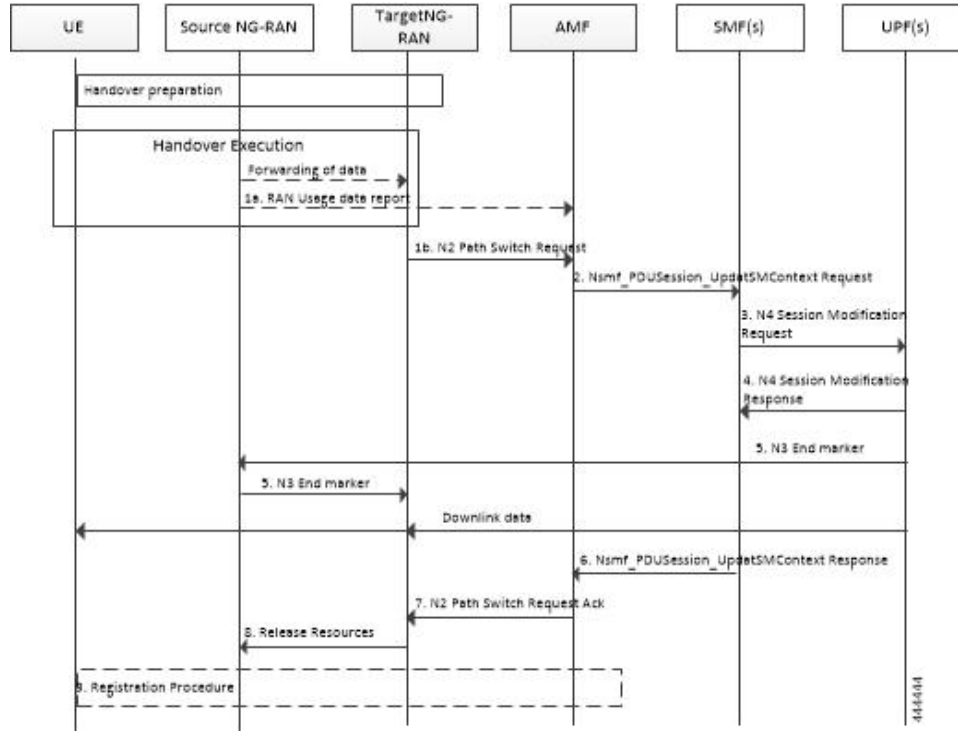 UE
Source NG-RAN
TargetNG-
RAN
AMF
SMF(s)
UPF(s)
Handover preparation
Handover Execution
Forwarding of data
1a. RAN Usage data report
1b. N2 Path Switch Request
2. Nsmf_PDUSession_UpdatSMContext Request
3. N4 Session Modification
Request
4. N4 Session Modification
Response
5. N3 End marker
5. N3 End marker
Downlink data
6. Nsmf_PDUSession_UpdatSMContext Response
7. N2 Path Switch Request Ack
8. Release Resources
9. Registration Procedure
444444